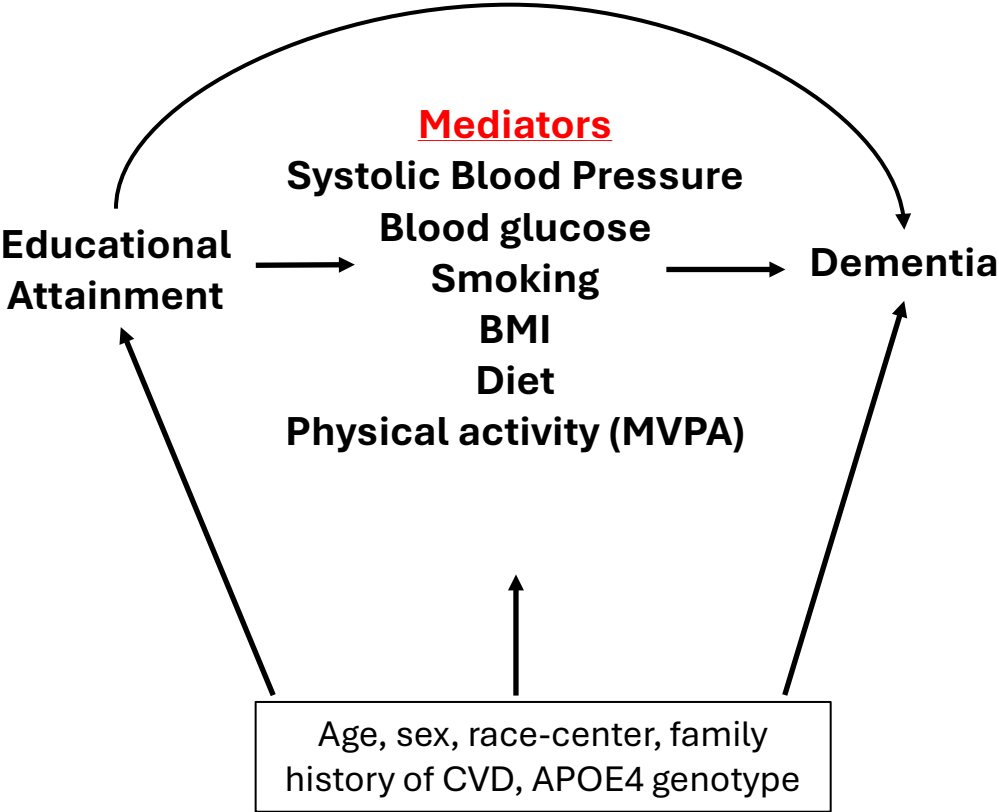 Mediators
Systolic Blood Pressure
Blood glucose
Smoking
BMI
Diet
Physical activity (MVPA)
Educational
Attainment
Dementia
Age, sex, race-center, family
history of CVD, APOE4 genotype